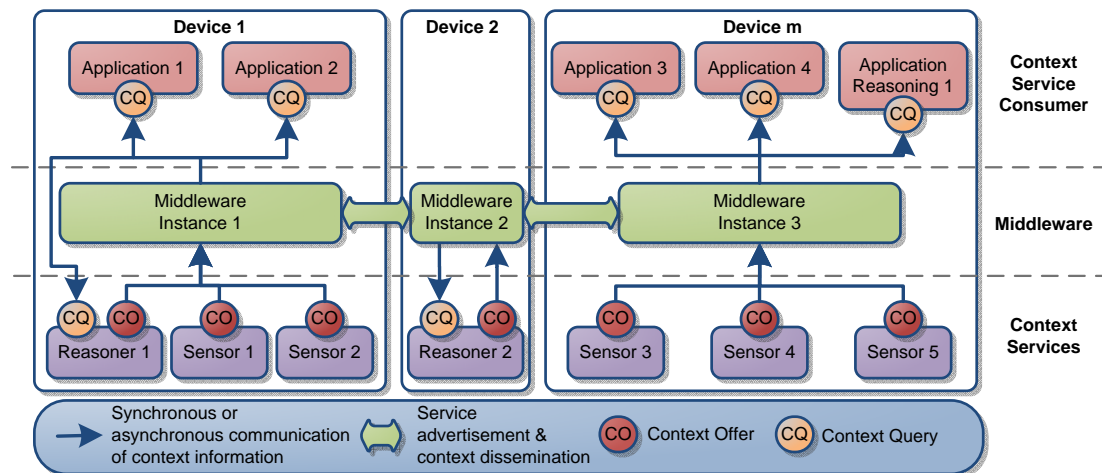 Device 1
Device 2
Device m
Application 1
Application 2
Application 3
Application 4
Application
Reasoning 1
CQ
CQ
CQ
CQ
CQ
Context
Service
Consumer
Middleware
Instance 1
Middleware
Instance 2
Middleware
Instance 3
Middleware
CQ
CO
CO
CO
CQ
CO
CO
CO
CO
Reasoner 1
Sensor 1
Sensor 2
Reasoner 2
Sensor 3
Sensor 4
Sensor 5
Context
Services
Synchronous or
asynchronous communication
of context information
Service
advertisement &
context dissemination
CO
Context Offer
CQ
Context Query